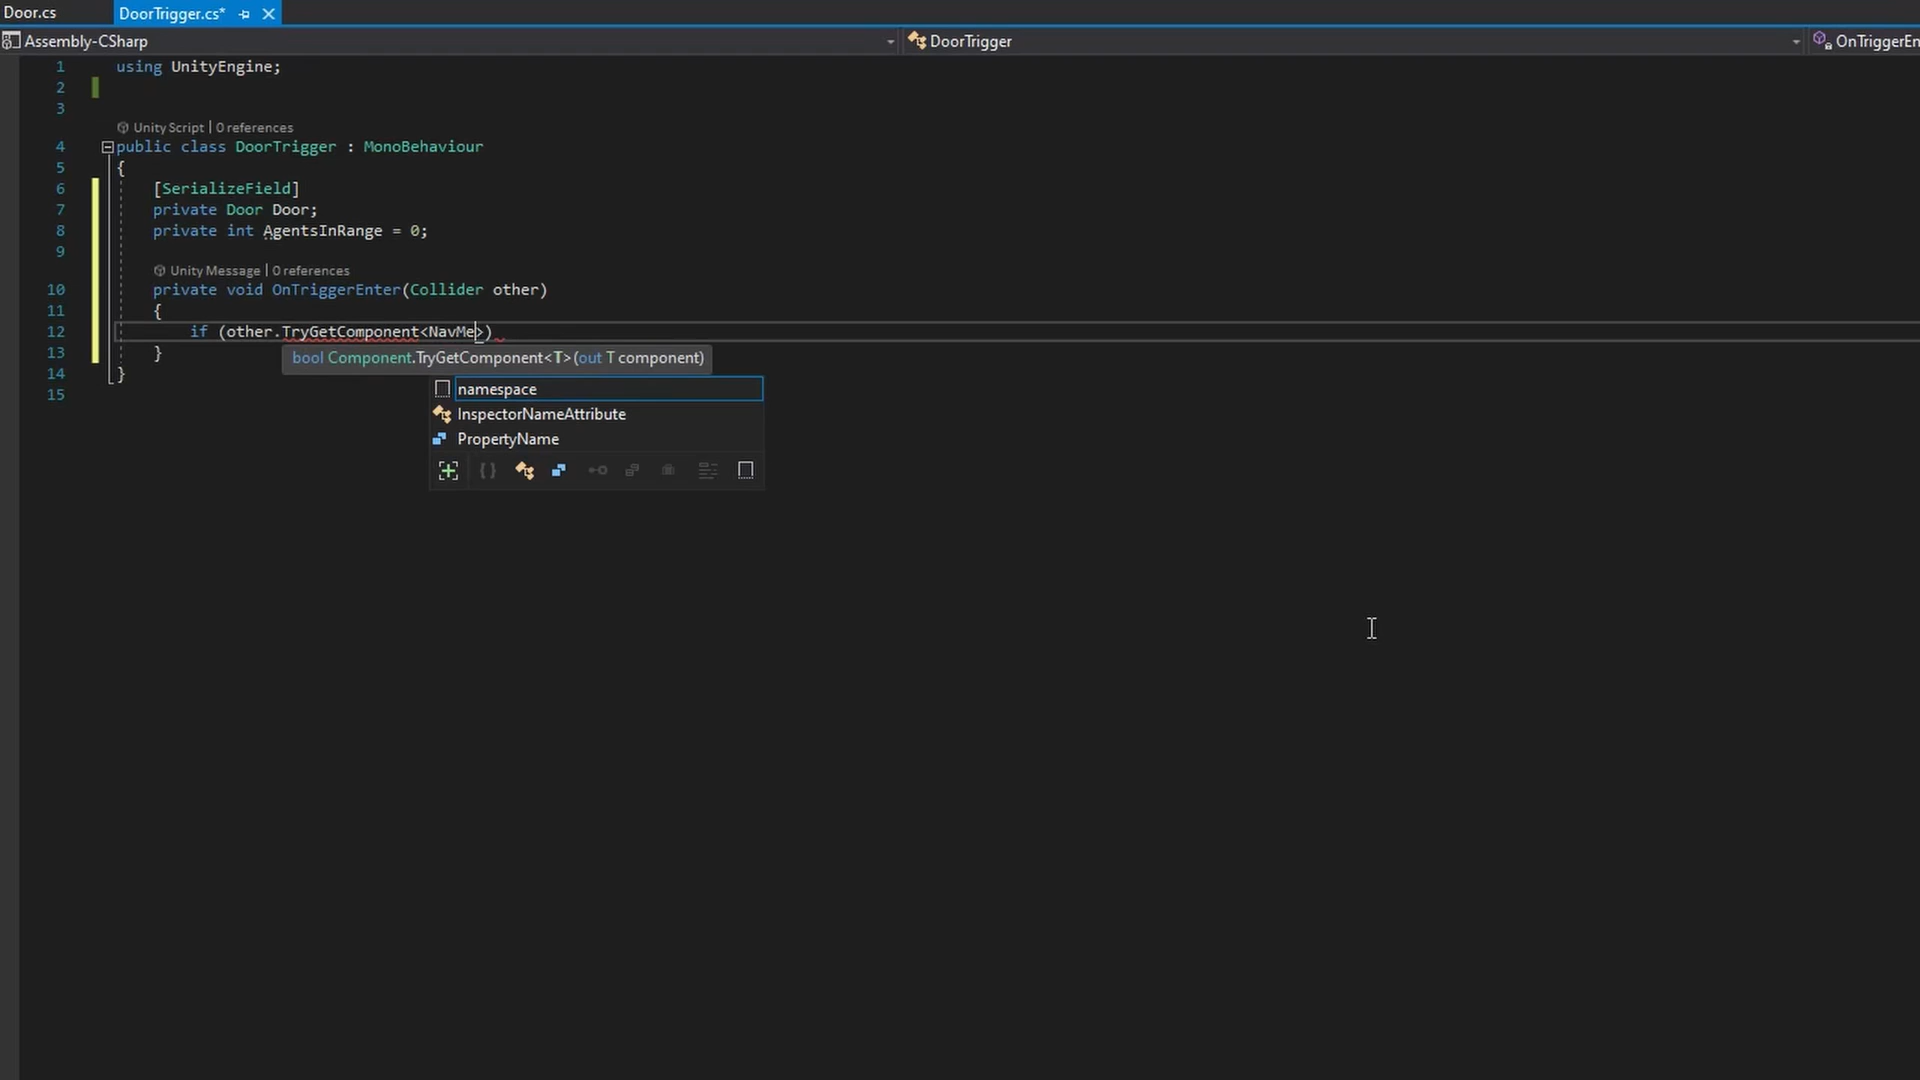 Door.cs DoorTrigger.cs*
Assembly-CSharp DoorTrigger OnTriggerEn
1 using UnityEngine;
2
3
Unity Script | 0 references
4 public class DoorTrigger : MonoBehaviour
5 {
6 [SerializeField]
7 private Door Door;
8 private int AgentsInRange = 0;
9
Unity Message | 0 references
10 private void OnTriggerEnter(Collider other)
11 {
12 if (other.TryGetComponent<NavMe>)
13 }
bool Component.TryGetComponent<T>(out T component)
14 }
namespace
15
InspectorNameAttribute
PropertyName